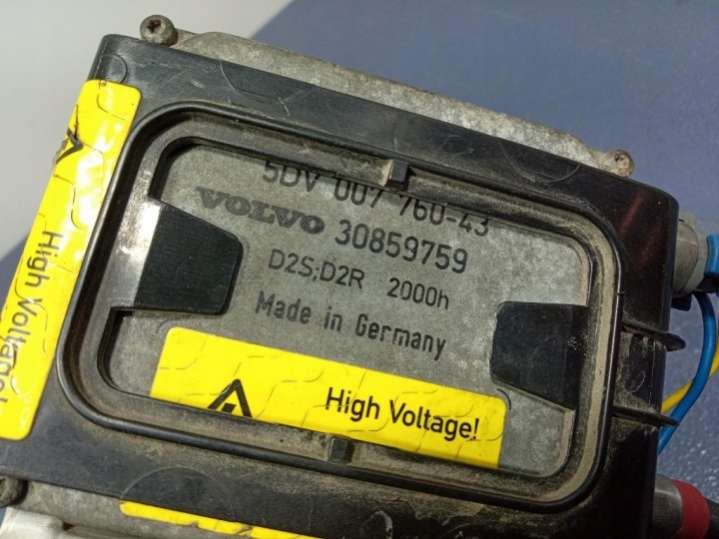 5DV 007 760-43
VOLVO 30859759
D2S;D2R 2000h
Made in Germany
High Voltage!
High Voltage!